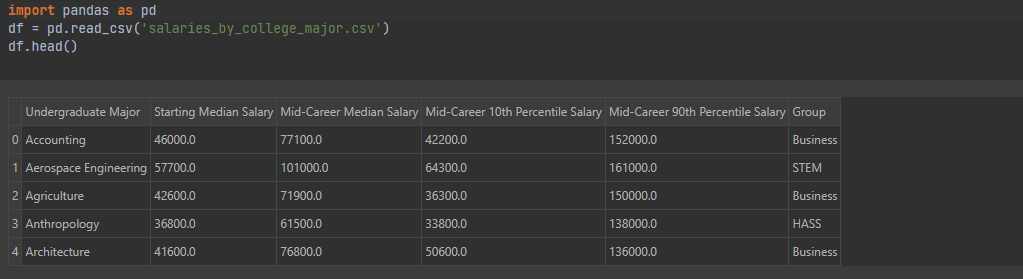 import pandas as pd
df = pd.read_csv('salaries_by_college_major.csv')
df.head()
Undergraduate Major Starting Median Salary Mid-Career Median Salary Mid-Career 10th Percentile Salary Mid-Career 90th Percentile Salary Group
0 Accounting 46000.0 77100.0 42200.0 152000.0 Business
1 Aerospace Engineering 57700.0 101000.0 64300.0 161000.0 STEM
2 Agriculture 42600.0 71900.0 36300.0 150000.0 Business
3 Anthropology 36800.0 61500.0 33800.0 138000.0 HASS
4 Architecture 41600.0 76800.0 50600.0 136000.0 Business